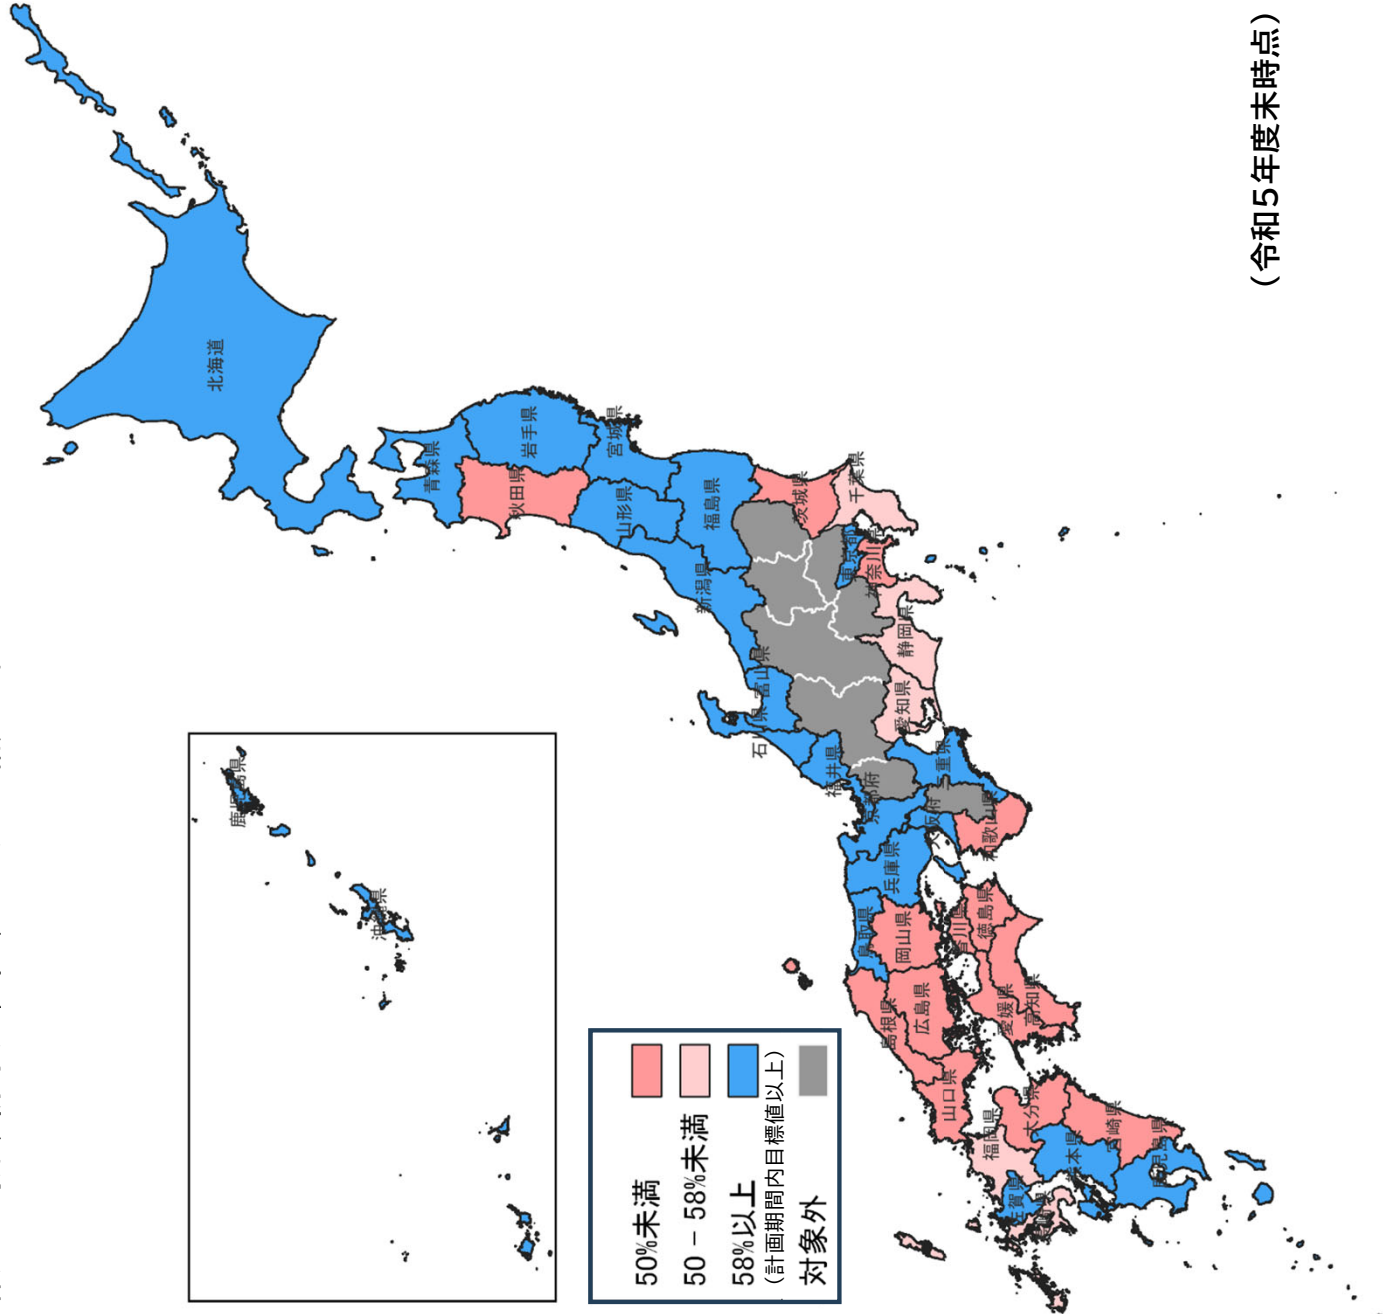 北海道
青森県
岩手県
秋田県
宮城県
山形県
福島県
新潟県
茨城県
千葉県
東京都
神奈川県
静岡県
愛知県
富山県
石川県
福井県
三重県
京都府
大阪府
和歌山県
兵庫県
鳥取県
岡山県
島根県
広島県
山口県
香川県
徳島県
愛媛県
高知県
福岡県
大分県
佐賀県
長崎県
熊本県
宮崎県
鹿児島県
鹿児島県
沖縄県
50%未満
50－58%未満
58%以上
（計画期間内目標値以上）
対象外
（令和5年度末時点）